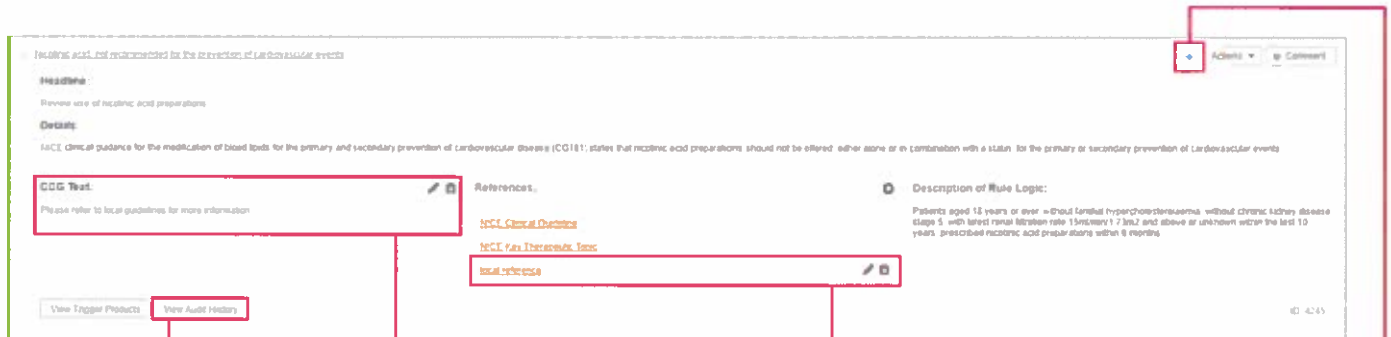 Nicotinic acid, not recommended for the prevention of cardiovascular events
Actions
Comment
Headline:
Review use of nicotinic acid preparations
Details:
NICE clinical guidance for the modification of blood lipids for the primary and secondary prevention of cardiovascular disease (CG181) states that nicotinic acid preparations should not be offered, either alone or in combination with a statin, for the primary or secondary prevention of cardiovascular events
CCG Text:
Please refer to local guidelines for more information
References:
NICE Clinical Guideline
NICE Key Therapeutic Topic
local reference
Description of Rule Logic:
Patients aged 18 years or over without familial hypercholesterolaemia, without chronic kidney disease
stage 5, with latest renal filtration rate 15ml/min/1.73m2 and above or unknown within the last 10
years, prescribed nicotinic acid preparations within 6 months
View Trigger Products
View Audit History
ID: 4245